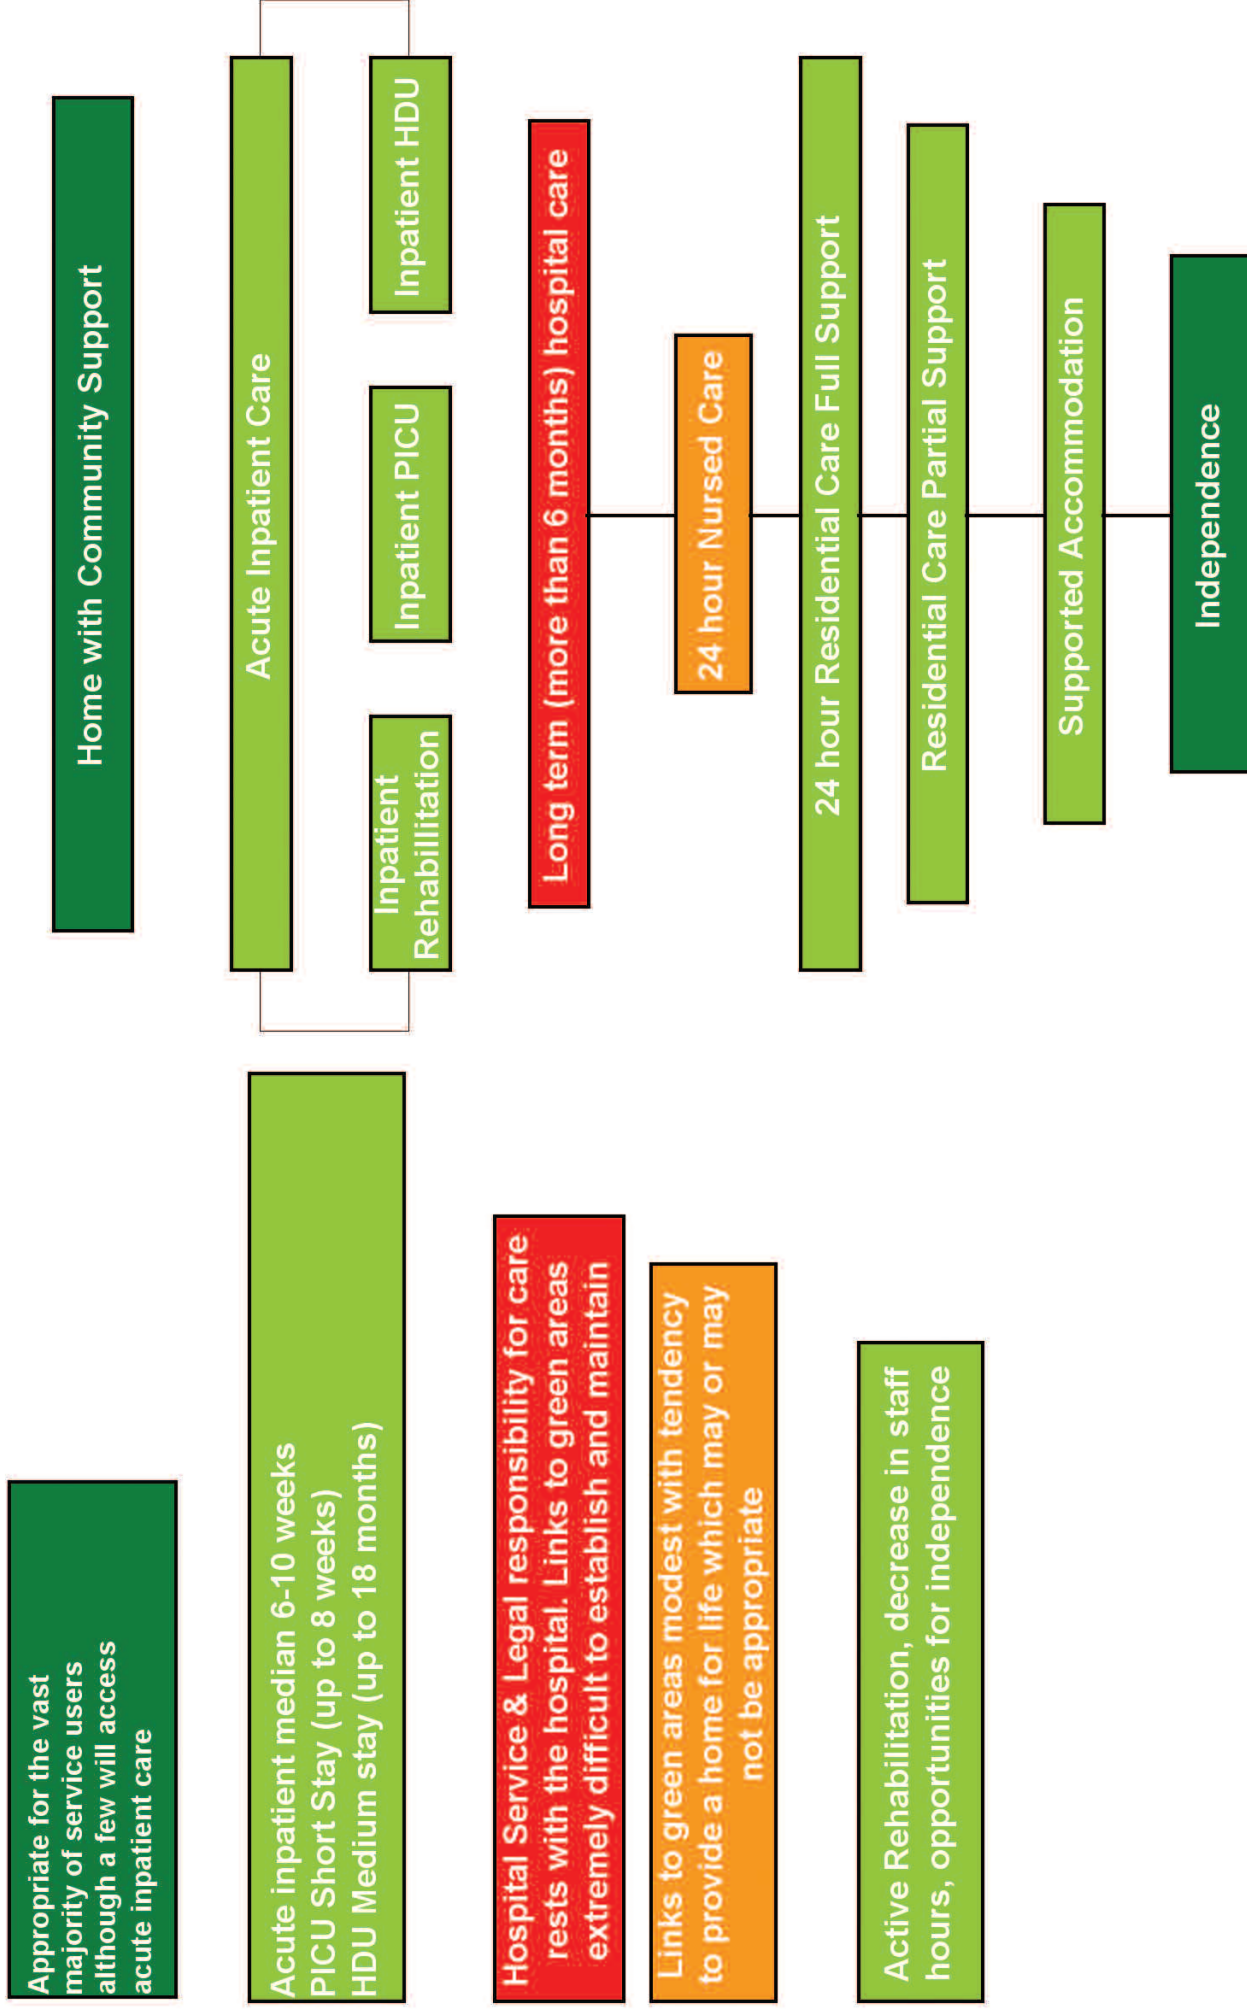 Appropriate for the vast
majority of service users
although a few will access
acute inpatient care
Home with Community Support
Acute inpatient median 6-10 weeks
PICU Short Stay (up to 8 weeks)
HDU Medium stay (up to 18 months)
Acute Inpatient Care
Inpatient
Rehabillitation
Inpatient PICU
Inpatient HDU
Hospital Service & Legal responsibility for care
rests with the hospital. Links to green areas
extremely difficult to establish and maintain
Long term (more than 6 months) hospital care
Links to green areas modest with tendency
to provide a home for life which may or may
not be appropriate
24 hour Nursed Care
24 hour Residential Care Full Support
Active Rehabilitation, decrease in staff
hours, opportunities for independence
Residential Care Partial Support
Supported Accommodation
Independence